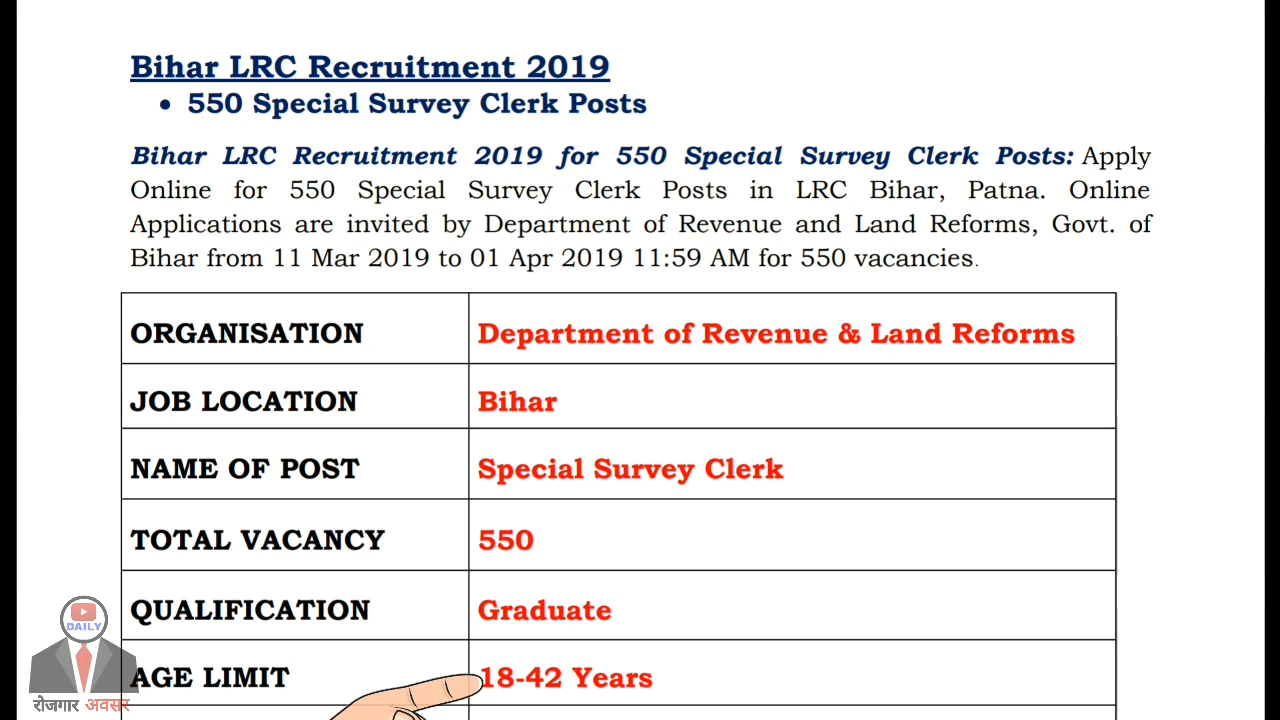 Bihar LRC Recruitment 2019
• 550 Special Survey Clerk Posts
Bihar LRC Recruitment 2019 for 550 Special Survey Clerk Posts: Apply
Online for 550 Special Survey Clerk Posts in LRC Bihar, Patna. Online
Applications are invited by Department of Revenue and Land Reforms, Govt. of
Bihar from 11 Mar 2019 to 01 Apr 2019 11:59 AM for 550 vacancies.
ORGANISATION Department of Revenue & Land Reforms
JOB LOCATION Bihar
NAME OF POST Special Survey Clerk
TOTAL VACANCY 550
QUALIFICATION Graduate
AGE LIMIT 18-42 Years
DAILY
रोजगार अवसर